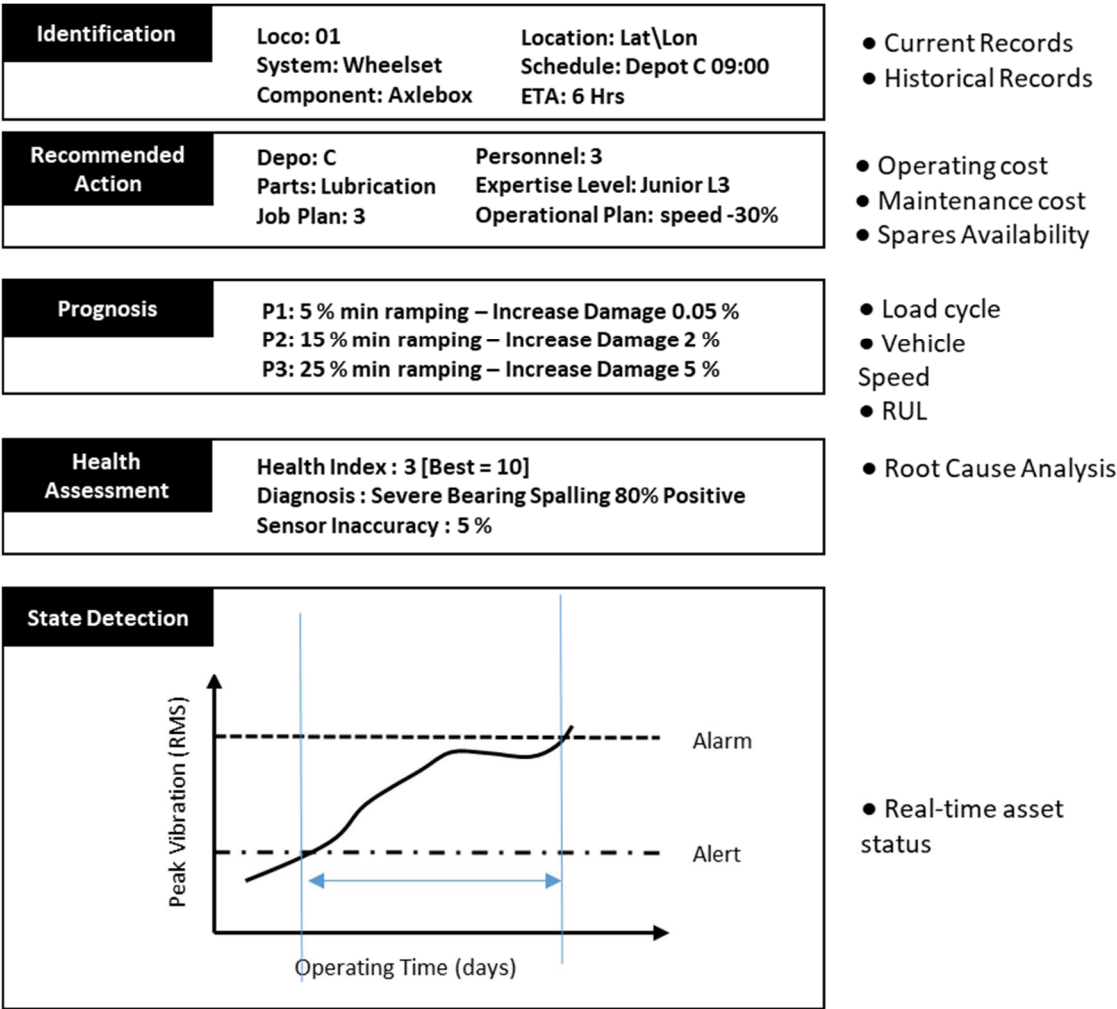 Identification
Loco: 01
System: Wheelset
Component: Axlebox
Location: Lat\Lon
Schedule: Depot C 09:00
ETA: 6 Hrs
● Current Records
● Historical Records
Recommended
Action
Depo: C
Parts: Lubrication
Job Plan: 3
Personnel: 3
Expertise Level: Junior L3
Operational Plan: speed -30%
● Operating cost
● Maintenance cost
● Spares Availability
Prognosis
P1: 5 % min ramping – Increase Damage 0.05 %
P2: 15 % min ramping – Increase Damage 2 %
P3: 25 % min ramping – Increase Damage 5 %
● Load cycle
● Vehicle
Speed
● RUL
Health
Assessment
Health Index : 3 [Best = 10]
Diagnosis : Severe Bearing Spalling 80% Positive
Sensor Inaccuracy : 5 %
● Root Cause Analysis
State Detection
Peak Vibration (RMS)
Alarm
Alert
Operating Time (days)
● Real-time asset
status